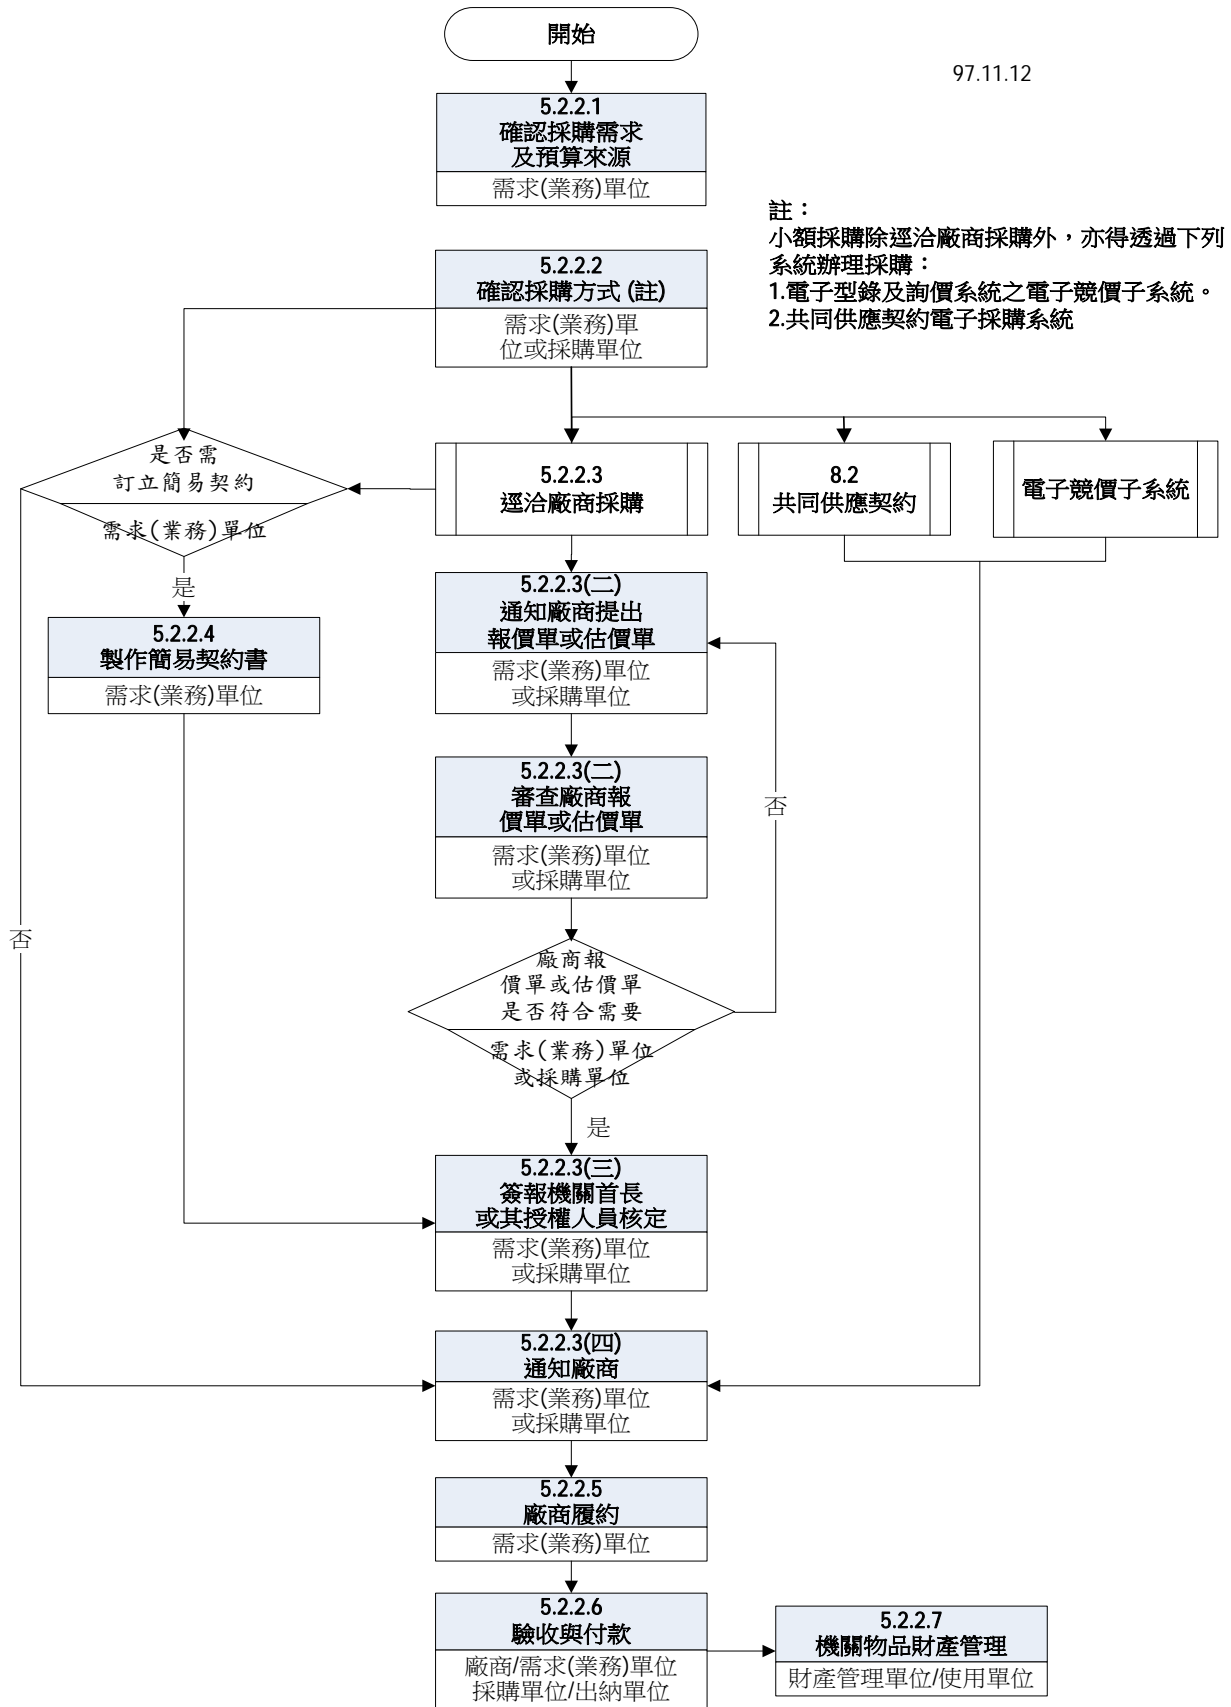 開始
97.11.12
5.2.2.1
確認採購需求
及預算來源
需求(業務)單位
註：
小額採購除逕洽廠商採購外，亦得透過下列
系統辦理採購：
1.電子型錄及詢價系統之電子競價子系統。
2.共同供應契約電子採購系統
5.2.2.2
確認採購方式 (註)
需求(業務)單
位或採購單位
是否需
訂立簡易契約
需求(業務)單位
5.2.2.3
逕洽廠商採購
8.2
共同供應契約
電子競價子系統
是
5.2.2.4
製作簡易契約書
需求(業務)單位
5.2.2.3(二)
通知廠商提出
報價單或估價單
需求(業務)單位
或採購單位
5.2.2.3(二)
審查廠商報
價單或估價單
需求(業務)單位
或採購單位
否
否
廠商報
價單或估價單
是否符合需要
需求(業務)單位
或採購單位
是
5.2.2.3(三)
簽報機關首長
或其授權人員核定
需求(業務)單位
或採購單位
5.2.2.3(四)
通知廠商
需求(業務)單位
或採購單位
5.2.2.5
廠商履約
需求(業務)單位
5.2.2.6
驗收與付款
廠商/需求(業務)單位
採購單位/出納單位
5.2.2.7
機關物品財產管理
財產管理單位/使用單位